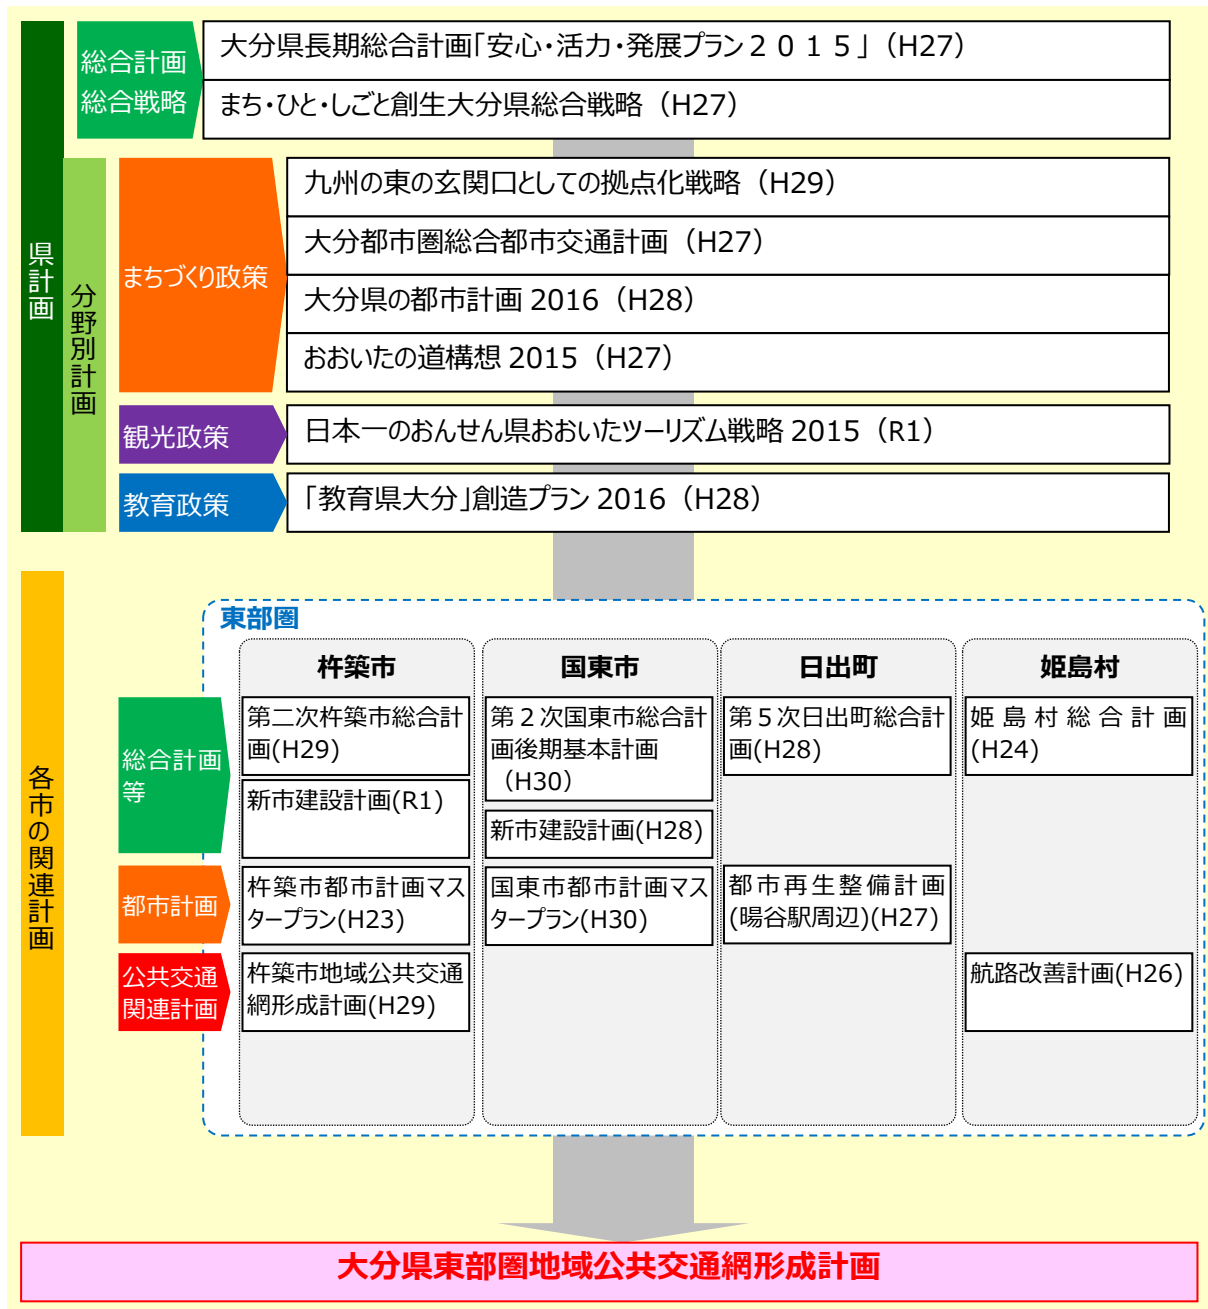 県計画
総合計画
総合戦略
大分県長期総合計画「安心・活力・発展プラン２０１５」（H27）
まち・ひと・しごと創生大分県総合戦略（H27）
分野別計画
まちづくり政策
九州の東の玄関口としての拠点化戦略（H29）
大分都市圏総合都市交通計画（H27）
大分県の都市計画 2016（H28）
おおいたの道構想 2015（H27）
観光政策
日本一のおんせん県おおいたツーリズム戦略 2015（R1）
教育政策
「教育県大分」創造プラン 2016（H28）
各市の関連計画
東部圏
杵築市
国東市
日出町
姫島村
総合計画
等
第二次杵築市総合計
画(H29)
新市建設計画(R1)
第２次国東市総合計
画後期基本計画
（H30）
新市建設計画(H28)
第５次日出町総合計
画(H28)
姫島村総合計画
(H24)
都市計画
杵築市都市計画マス
タープラン(H23)
国東市都市計画マス
タープラン(H30)
都市再生整備計画
(暘谷駅周辺)(H27)
公共交通
関連計画
杵築市地域公共交通
網形成計画(H29)
航路改善計画(H26)
大分県東部圏地域公共交通網形成計画